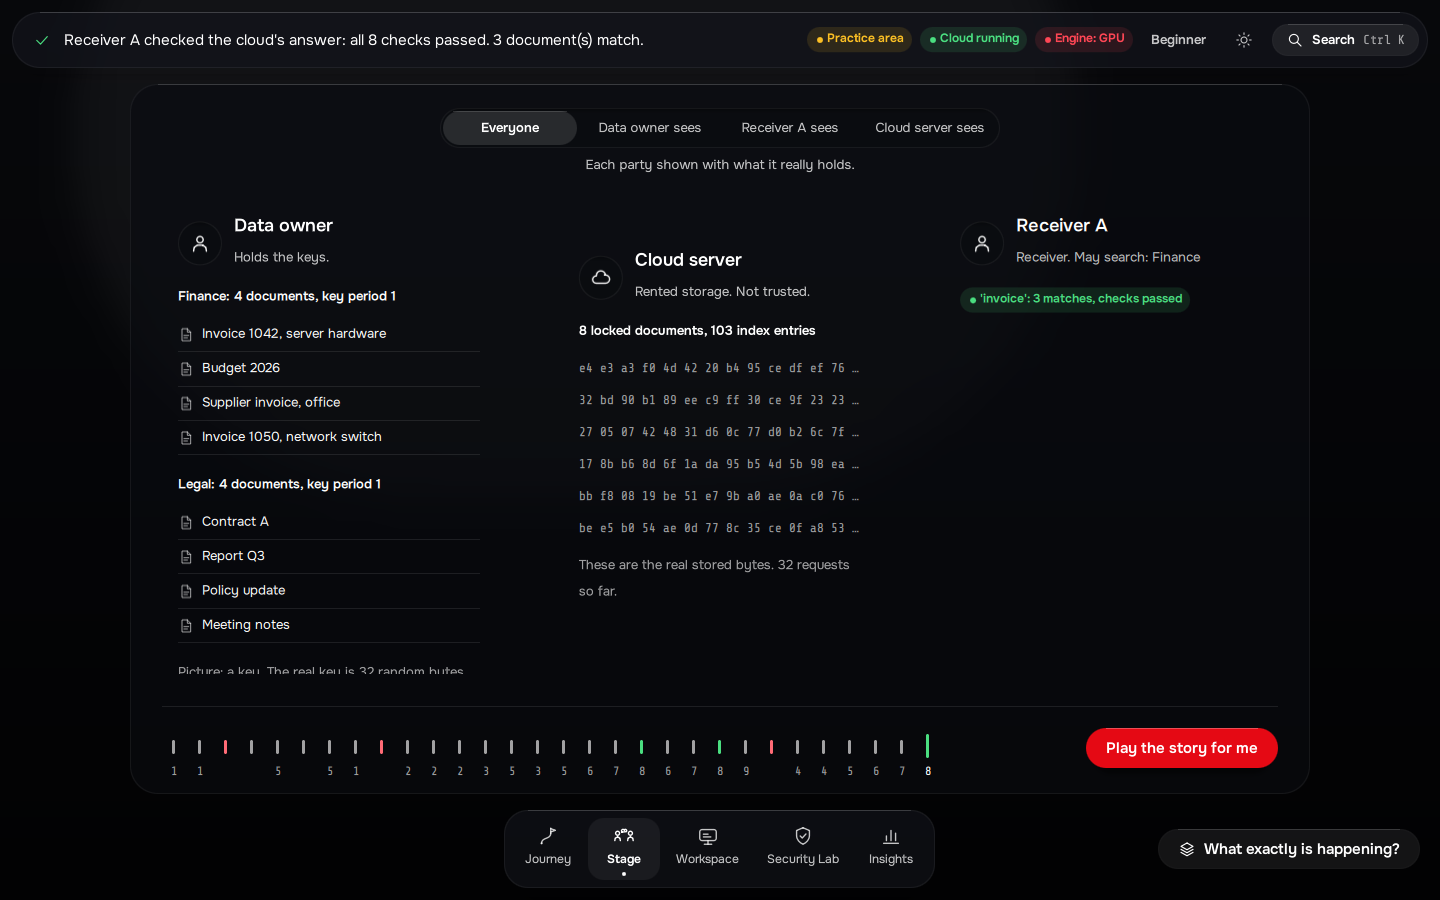 Receiver A checked the cloud's answer: all 8 checks passed. 3 document(s) match.
Practice area
Cloud running
Engine: GPU
Beginner
Search Ctrl K
Everyone
Data owner sees
Receiver A sees
Cloud server sees
Each party shown with what it really holds.
Data owner
Holds the keys.
Finance: 4 documents, key period 1
Invoice 1042, server hardware
Budget 2026
Supplier invoice, office
Invoice 1050, network switch
Legal: 4 documents, key period 1
Contract A
Report Q3
Policy update
Meeting notes
Picture: a key. The real key is 32 random bytes
Cloud server
Rented storage. Not trusted.
8 locked documents, 103 index entries
e4 e3 a3 f0 4d 42 20 b4 95 ce df ef 76 …
32 bd 90 b1 89 ee c9 ff 30 ce 9f 23 23 …
27 05 07 42 48 31 d6 0c 77 d0 b2 6c 7f …
17 8b b6 8d 6f 1a da 95 b5 4d 5b 98 ea …
bb f8 08 19 be 51 e7 9b a0 ae 0a c0 76 …
be e5 b0 54 ae 0d 77 8c 35 ce 0f a8 53 …
These are the real stored bytes. 32 requests
so far.
Receiver A
Receiver. May search: Finance
'invoice': 3 matches, checks passed
1 1 5 5 1 2 2 2 3 5 3 5 6 7 8 6 7 8 9 4 4 5 6 7 8
Play the story for me
Journey
Stage
Workspace
Security Lab
Insights
What exactly is happening?